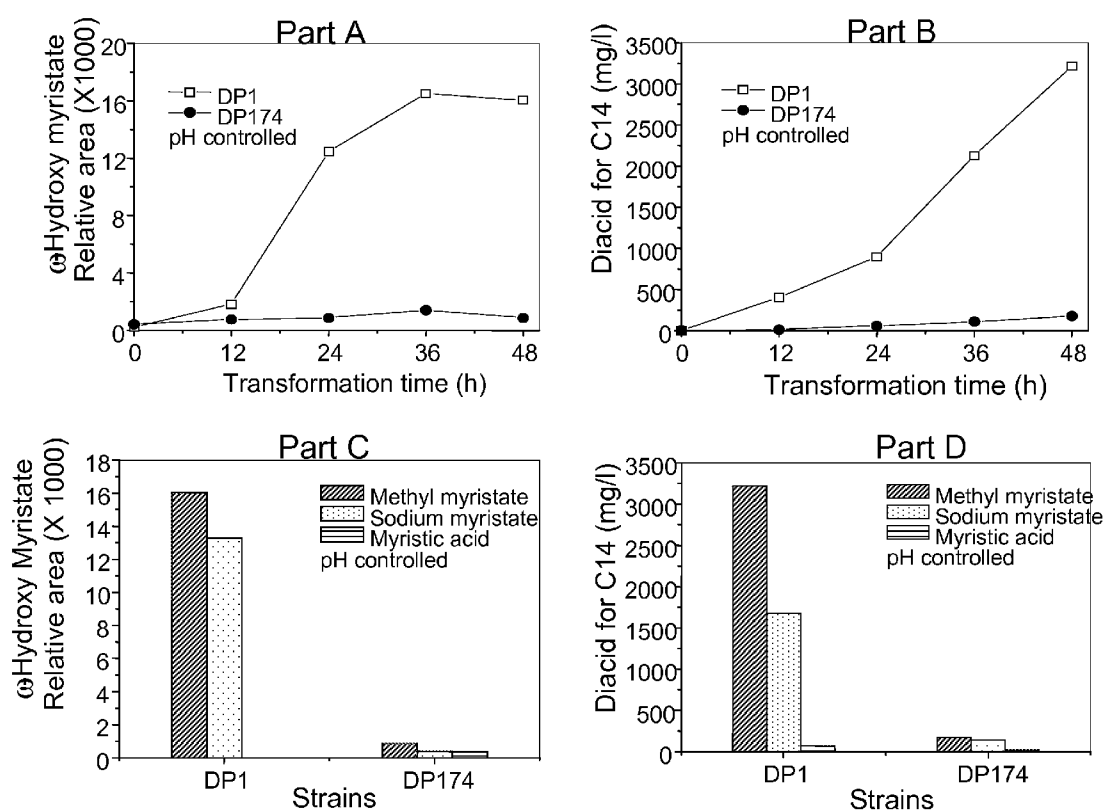 Part A
ωHydroxy myristate
Relative area (X1000)
20
16
12
8
4
0
DP1
DP174
pH controlled
0 12 24 36 48
Transformation time (h)
Part B
Diacid for C14 (mg/l)
3500
3000
2500
2000
1500
1000
500
0
DP1
DP174
pH controlled
0 12 24 36 48
Transformation time (h)
Part C
ωHydroxy Myristate
Relative area (X 1000)
18
16
14
12
10
8
6
4
2
0
Methyl myristate
Sodium myristate
Myristic acid
pH controlled
DP1 DP174
Strains
Part D
Diacid for C14 (mg/l)
3500
3000
2500
2000
1500
1000
500
0
Methyl myristate
Sodium myristate
Myristic acid
pH controlled
DP1 DP174
Strains